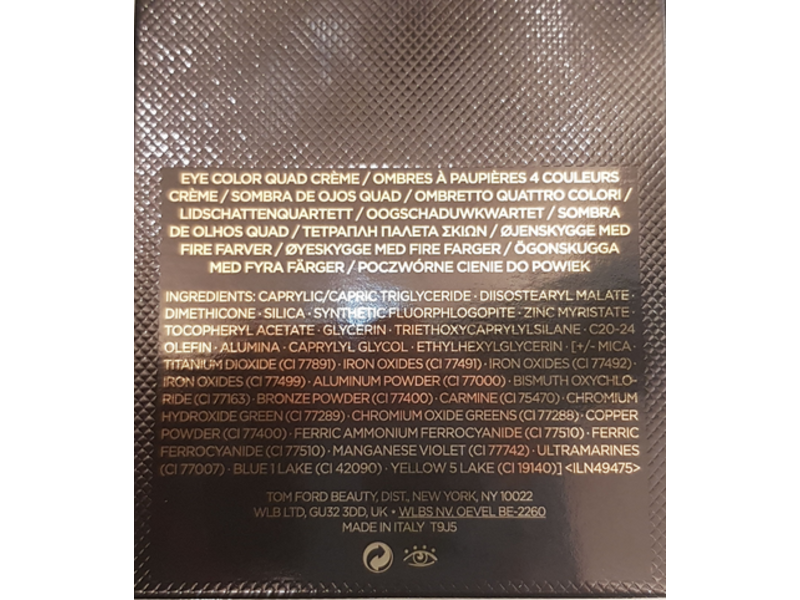 EYE COLOR QUAD CRÈME / OMBRES À PAUPIÈRES 4 COULEURS
CRÈME / SOMBRA DE OJOS QUAD / OMBRETTO QUATTRO COLORI /
LIDSCHATTENQUARTETT / OOGSCHADUWKWARTET / SOMBRA
DE OLHOS QUAD / ΤΕΤΡΑΠΛΗ ΠΑΛΕΤΑ ΣΚΙΩΝ / ØJENSKYGGE MED
FIRE FARVER / ØYESKYGGE MED FIRE FARGER / ÖGONSKUGGA
MED FYRA FÄRGER / POCZWÓRNE CIENIE DO POWIEK
INGREDIENTS: CAPRYLIC/CAPRIC TRIGLYCERIDE · DIISOSTEARYL MALATE ·
DIMETHICONE · SILICA · SYNTHETIC FLUORPHLOGOPITE · ZINC MYRISTATE ·
TOCOPHERYL ACETATE · GLYCERIN · TRIETHOXYCAPRYLYLSILANE · C20-24
OLEFIN · ALUMINA · CAPRYLYL GLYCOL · ETHYLHEXYLGLYCERIN · [+/- MICA ·
TITANIUM DIOXIDE (CI 77891) · IRON OXIDES (CI 77491) · IRON OXIDES (CI 77492) ·
IRON OXIDES (CI 77499) · ALUMINUM POWDER (CI 77000) · BISMUTH OXYCHLO-
RIDE (CI 77163) · BRONZE POWDER (CI 77400) · CARMINE (CI 75470) · CHROMIUM
HYDROXIDE GREEN (CI 77289) · CHROMIUM OXIDE GREENS (CI 77288) · COPPER
POWDER (CI 77400) · FERRIC AMMONIUM FERROCYANIDE (CI 77510) · FERRIC
FERROCYANIDE (CI 77510) · MANGANESE VIOLET (CI 77742) · ULTRAMARINES
(CI 77007) · BLUE 1 LAKE (CI 42090) · YELLOW 5 LAKE (CI 19140)] <ILN49475>
TOM FORD BEAUTY, DIST., NEW YORK, NY 10022
WLB LTD, GU32 3DD, UK • WLBS NV, OEVEL BE-2260
MADE IN ITALY T9J5